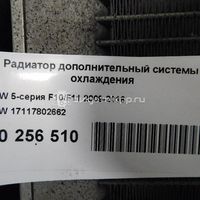 Радиатор дополнительный системы
охлаждения
W 5-серия F10/F11 2009-2016
W 17117802662
0 256 510